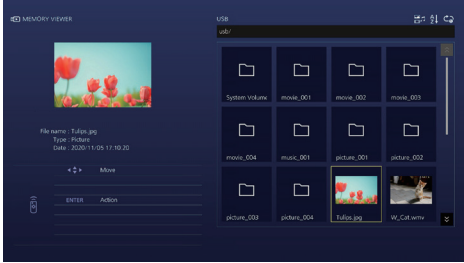 MEMORY VIEWER
File name : Tulips.jpg
Type : Picture
Date : 2020/11/05 17:10:20
Move
ENTER Action
USB
usb/
System Volume movie_001 movie_002 movie_003
movie_004 music_001 picture_001 picture_002
picture_003 picture_004 Tulips.jpg W_Cat.wmv